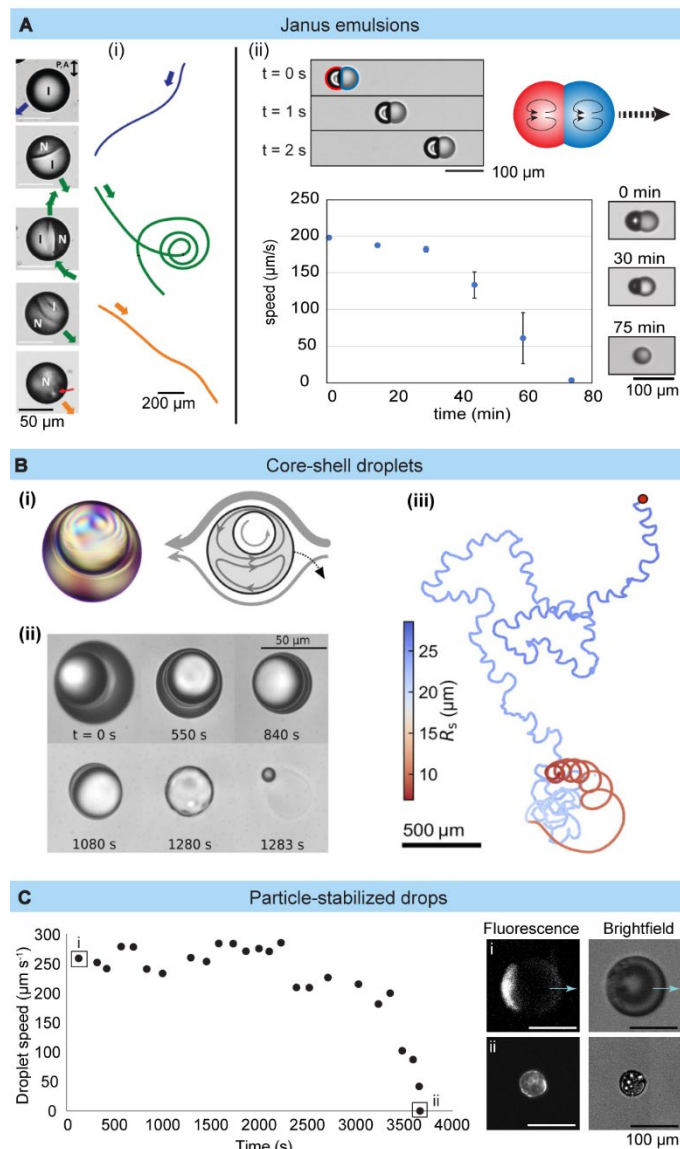 A Janus emulsions
(i)
P,A
I
N
I
I N
I
N
N
50 µm
200 µm
(ii)
t = 0 s
t = 1 s
t = 2 s
100 µm
speed (µm/s)
250
200
150
100
50
0
0 20 40 60 80
time (min)
0 min
30 min
75 min
100 µm
B Core-shell droplets
(i)
(ii)
50 µm
t = 0 s 550 s 840 s
1080 s 1280 s 1283 s
(iii)
25
20
15
10
Rs (µm)
500 µm
C Particle-stabilized drops
Droplet speed (µm s⁻¹)
300
250
200
150
100
50
0
i
ii
0 500 1000 1500 2000 2500 3000 3500 4000
Time (s)
Fluorescence Brightfield
i
ii
100 µm